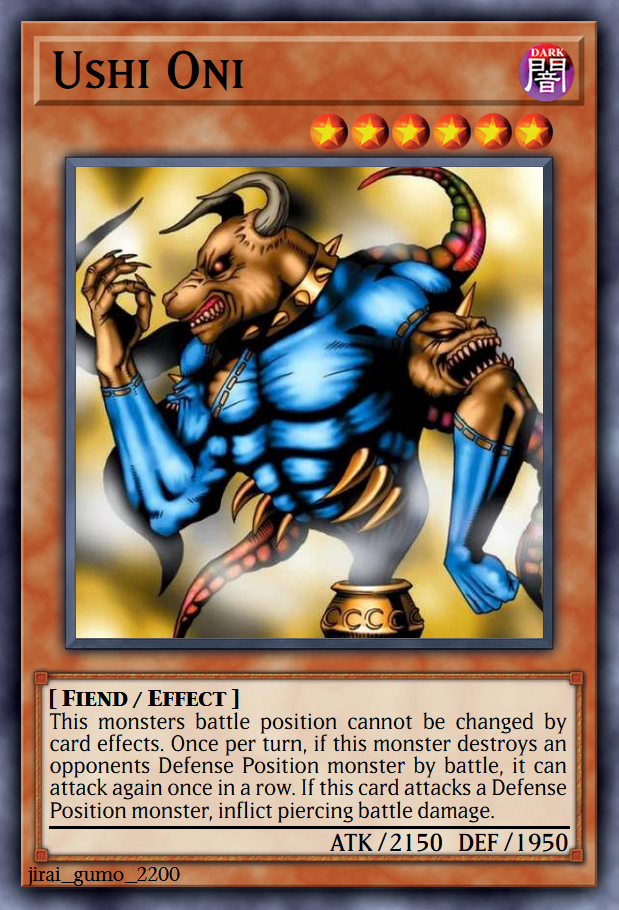 Ushi Oni
DARK
闇
[ Fiend / Effect ]
This monsters battle position cannot be changed by
card effects. Once per turn, if this monster destroys an
opponents Defense Position monster by battle, it can
attack again once in a row. If this card attacks a Defense
Position monster, inflict piercing battle damage.
ATK/2150 DEF/1950
jirai_gumo_2200